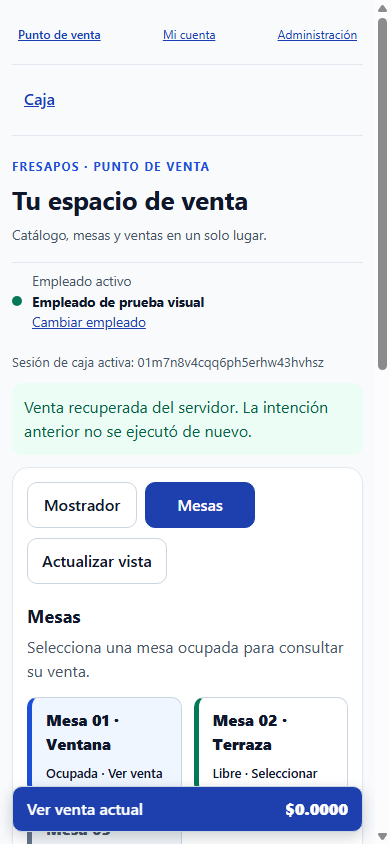 Punto de venta Mi cuenta Administración
Caja
FRESAPOS · PUNTO DE VENTA
Tu espacio de venta
Catálogo, mesas y ventas en un solo lugar.
Empleado activo
Empleado de prueba visual
Cambiar empleado
Sesión de caja activa: 01m7n8v4cqq6ph5erhw43hvhsz
Venta recuperada del servidor. La intención
anterior no se ejecutó de nuevo.
Mostrador Mesas
Actualizar vista
Mesas
Selecciona una mesa ocupada para consultar
su venta.
Mesa 01 ·
Ventana
Ocupada · Ver venta
Mesa 02 ·
Terraza
Libre · Seleccionar
Ver venta actual $0.0000